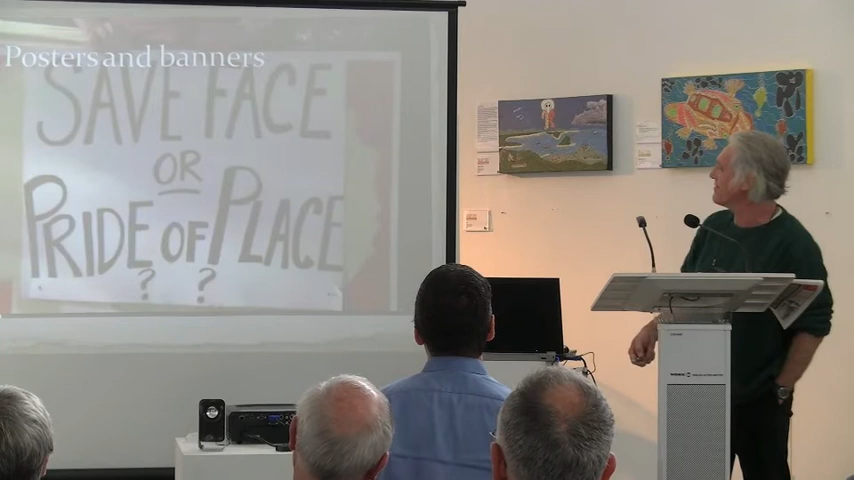 Posters and banners
SAVE FACE
OR
PRIDE OF PLACE
? ?